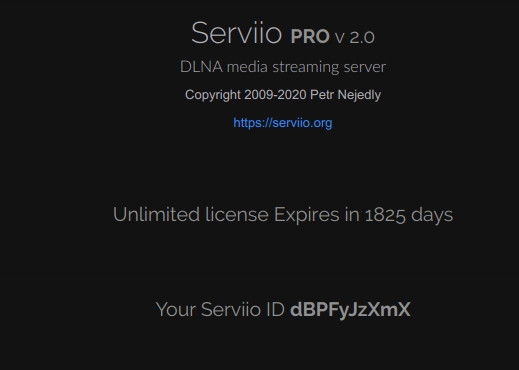 Serviio PRO v 2.0
DLNA media streaming server
Copyright 2009-2020 Petr Nejedly
https://serviio.org
Unlimited license Expires in 1825 days
Your Serviio ID dBPFyJzXmX